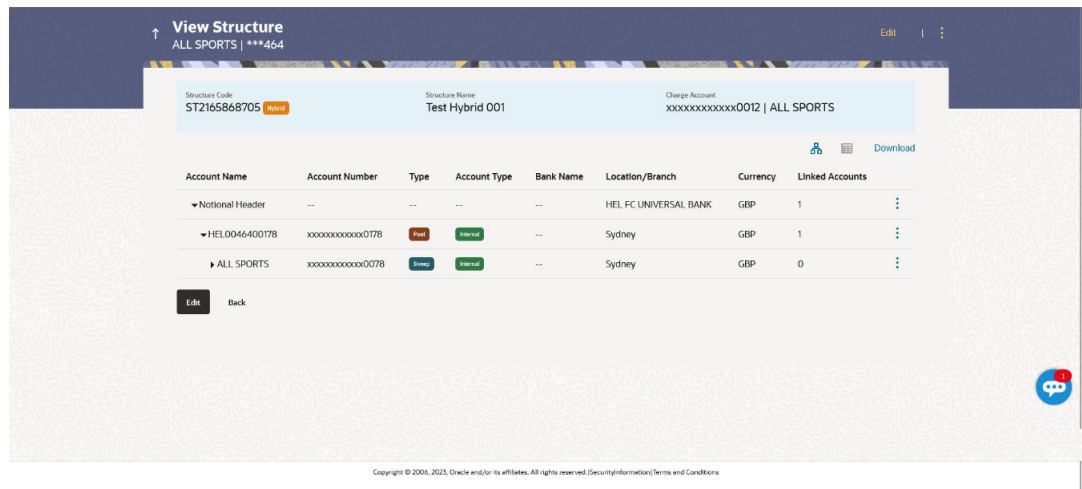 View Structure
ALL SPORTS | ***464
Edit | ⋮
Structure Code Structure Name Charge Account
ST2165868705 Hybrid Test Hybrid 001 xxxxxxxxxxxx0012 | ALL SPORTS
Download
Account Name Account Number Type Account Type Bank Name Location/Branch Currency Linked Accounts
Notional Header -- -- -- -- HEL FC UNIVERSAL BANK GBP 1
HEL0046400178 xxxxxxxxxxxx0178 Pool Internal -- Sydney GBP 1
ALL SPORTS xxxxxxxxxxxx0078 Sweep Internal -- Sydney GBP 0
Edit Back
1
Copyright © 2006, 2023, Oracle and/or its affiliates. All rights reserved.|SecurityInformation|Terms and Conditions